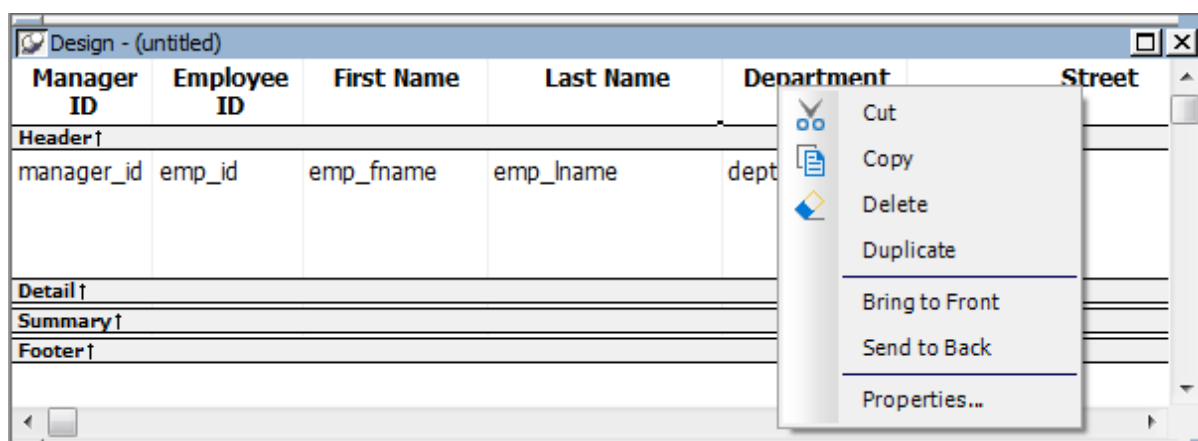 Design - (untitled)
Manager ID Employee ID First Name Last Name Department Street
Header↑
manager_id emp_id emp_fname emp_lname dept
Detail↑
Summary↑
Footer↑
Cut
Copy
Delete
Duplicate
Bring to Front
Send to Back
Properties...